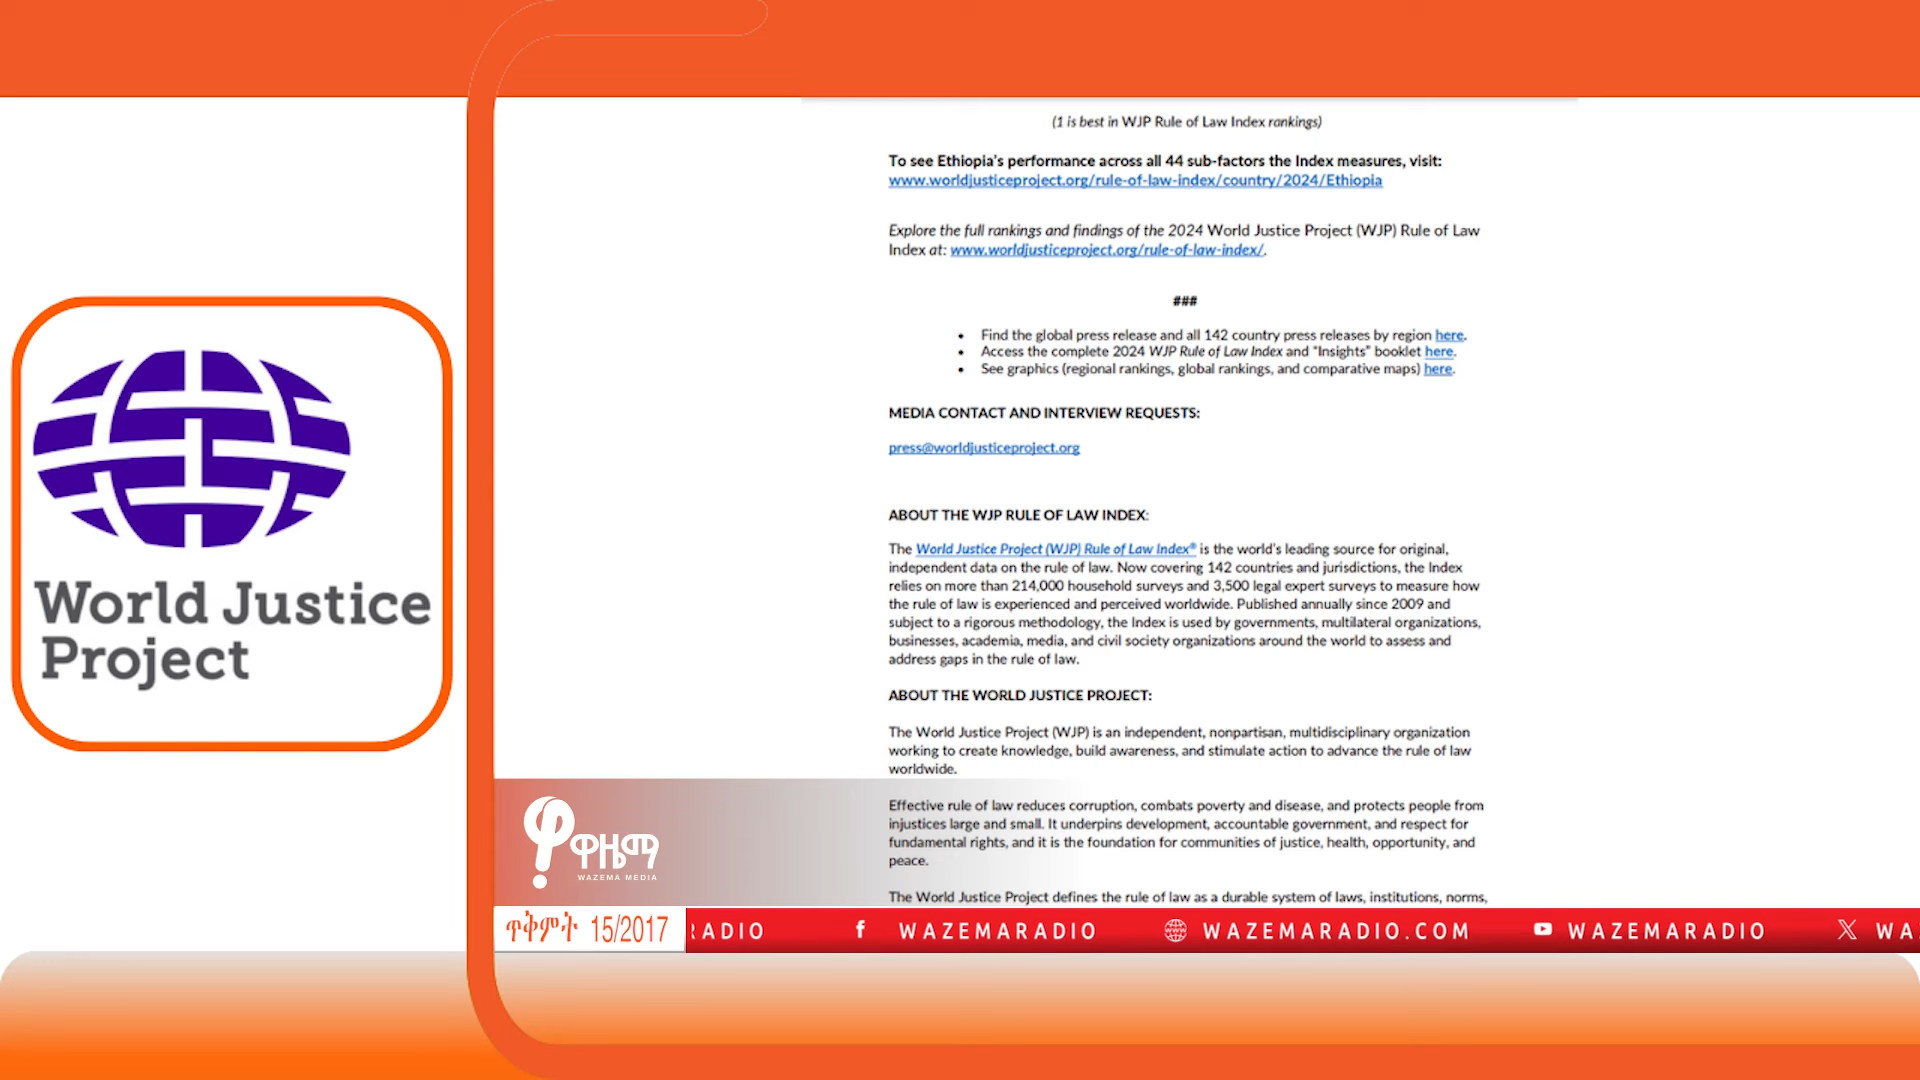 World Justice
Project
(1 is best in WJP Rule of Law Index rankings)
To see Ethiopia's performance across all 44 sub-factors the Index measures, visit:
www.worldjusticeproject.org/rule-of-law-index/country/2024/Ethiopia
Explore the full rankings and findings of the 2024 World Justice Project (WJP) Rule of Law
Index at: www.worldjusticeproject.org/rule-of-law-index/.
###
• Find the global press release and all 142 country press releases by region here.
• Access the complete 2024 WJP Rule of Law Index and “Insights” booklet here.
• See graphics (regional rankings, global rankings, and comparative maps) here.
MEDIA CONTACT AND INTERVIEW REQUESTS:
press@worldjusticeproject.org
ABOUT THE WJP RULE OF LAW INDEX:
The World Justice Project (WJP) Rule of Law Index® is the world's leading source for original,
independent data on the rule of law. Now covering 142 countries and jurisdictions, the Index
relies on more than 214,000 household surveys and 3,500 legal expert surveys to measure how
the rule of law is experienced and perceived worldwide. Published annually since 2009 and
subject to a rigorous methodology, the Index is used by governments, multilateral organizations,
businesses, academia, media, and civil society organizations around the world to assess and
address gaps in the rule of law.
ABOUT THE WORLD JUSTICE PROJECT:
The World Justice Project (WJP) is an independent, nonpartisan, multidisciplinary organization
working to create knowledge, build awareness, and stimulate action to advance the rule of law
worldwide.
Effective rule of law reduces corruption, combats poverty and disease, and protects people from
injustices large and small. It underpins development, accountable government, and respect for
fundamental rights, and it is the foundation for communities of justice, health, opportunity, and
peace.
The World Justice Project defines the rule of law as a durable system of laws, institutions, norms,
ዋዜማ
WAZEMA MEDIA
ጥቅምት 15/2017
RADIO WAZEMARADIO WAZEMARADIO.COM WAZEMARADIO WA